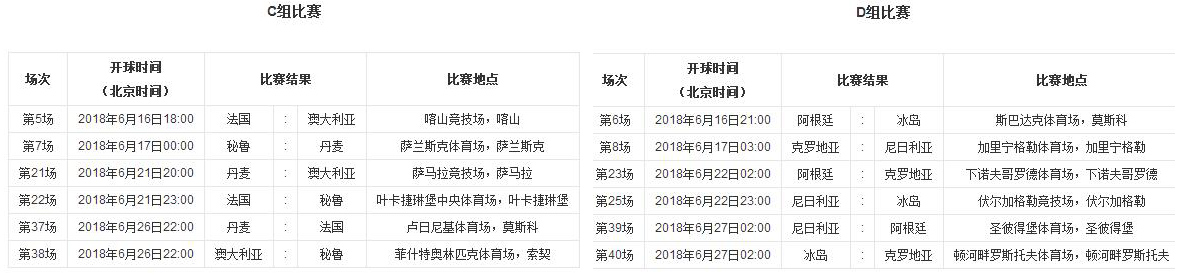 C组比赛
场次 开球时间（北京时间） 比赛结果 比赛地点
第5场 2018年6月16日18:00 法国 : 澳大利亚 喀山竞技场，喀山
第7场 2018年6月17日00:00 秘鲁 : 丹麦 萨兰斯克体育场，萨兰斯克
第21场 2018年6月21日20:00 丹麦 : 澳大利亚 萨马拉竞技场，萨马拉
第22场 2018年6月21日23:00 法国 : 秘鲁 叶卡捷琳堡中央体育场，叶卡捷琳堡
第37场 2018年6月26日22:00 丹麦 : 法国 卢日尼基体育场，莫斯科
第38场 2018年6月26日22:00 澳大利亚 : 秘鲁 菲什特奥林匹克体育场，索契
D组比赛
场次 开球时间（北京时间） 比赛结果 比赛地点
第6场 2018年6月16日21:00 阿根廷 : 冰岛 斯巴达克体育场，莫斯科
第8场 2018年6月17日03:00 克罗地亚 : 尼日利亚 加里宁格勒体育场，加里宁格勒
第23场 2018年6月22日02:00 阿根廷 : 克罗地亚 下诺夫哥罗德体育场，下诺夫哥罗德
第25场 2018年6月22日23:00 尼日利亚 : 冰岛 伏尔加格勒竞技场，伏尔加格勒
第39场 2018年6月27日02:00 尼日利亚 : 阿根廷 圣彼得堡体育场，圣彼得堡
第40场 2018年6月27日02:00 冰岛 : 克罗地亚 顿河畔罗斯托夫体育场，顿河畔罗斯托夫